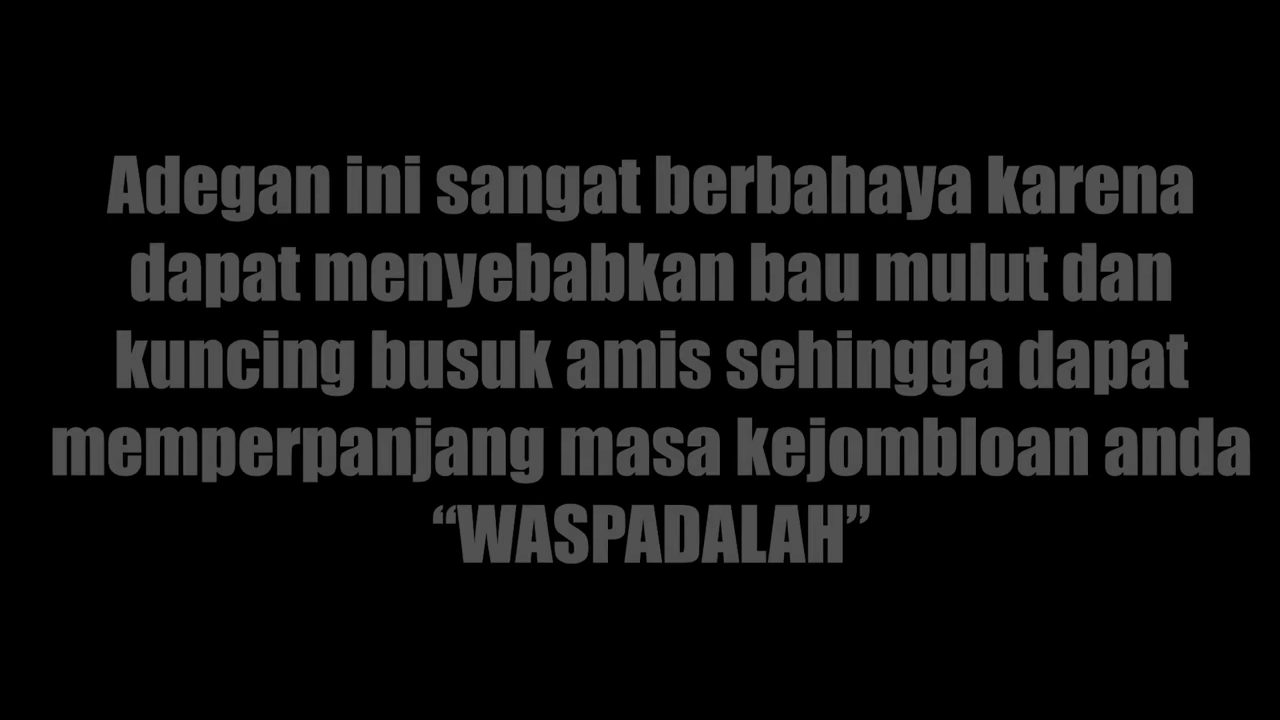 Adegan ini sangat berbahaya karena
dapat menyebabkan bau mulut dan
kuncing busuk amis sehingga dapat
memperpanjang masa kejombloan anda
“WASPADALAH”